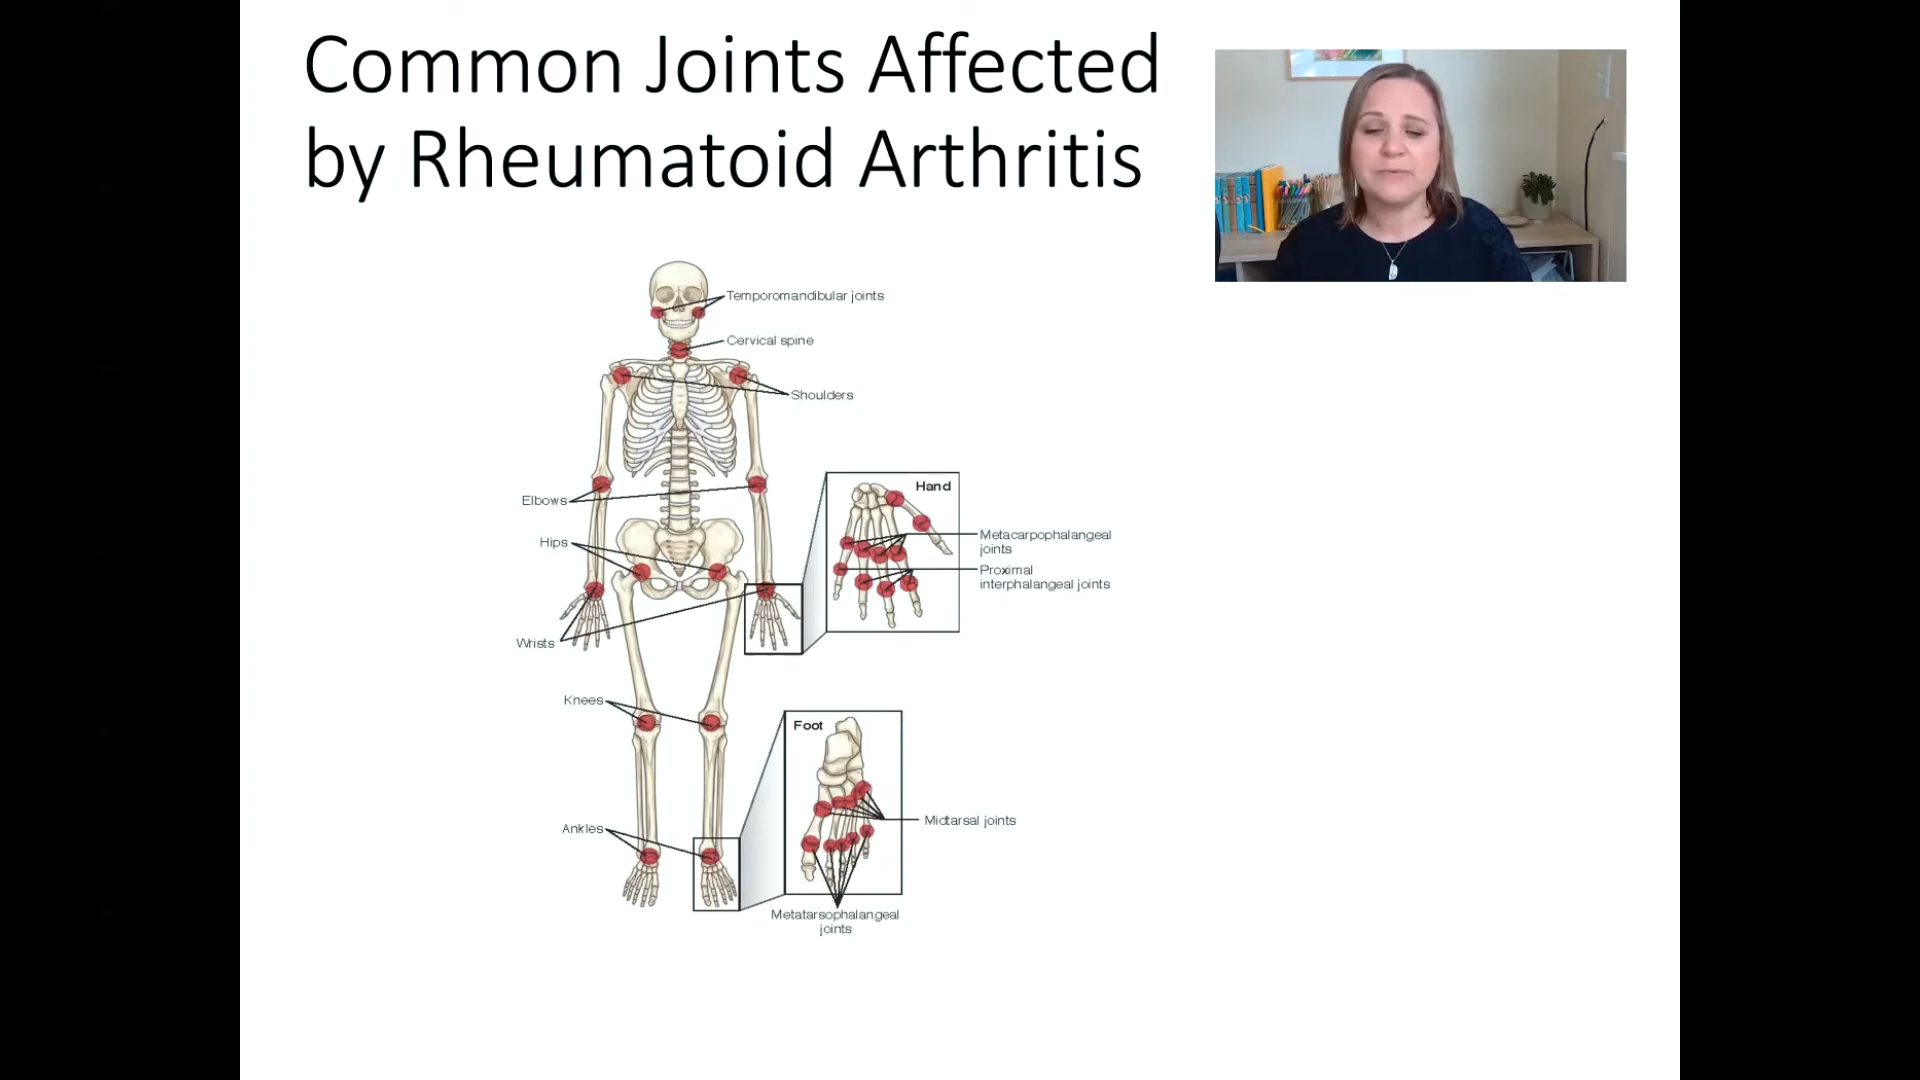 Common Joints Affected
by Rheumatoid Arthritis
Temporomandibular joints
Cervical spine
Shoulders
Elbows
Hips
Wrists
Hand
Metacarpophalangeal
joints
Proximal
interphalangeal joints
Knees
Foot
Ankles
Midtarsal joints
Metatarsophalangeal
joints